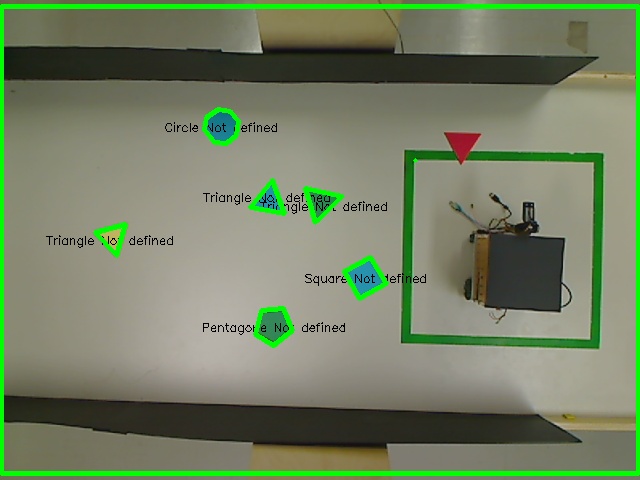 Circle Not defined
Triangle Not defined
Triangle Not defined
Triangle Not defined
Square Not defined
Pentagone Not defined